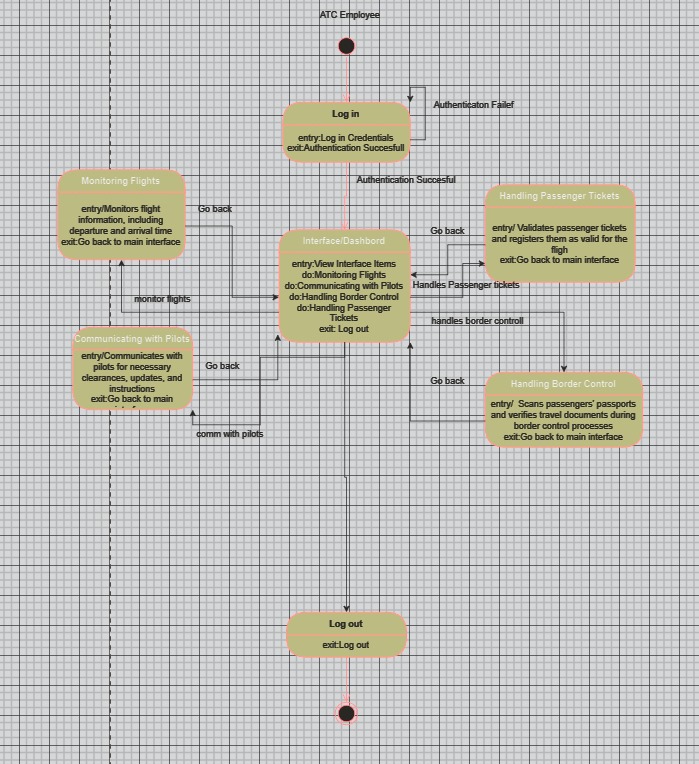 ATC Employee
Log in
entry:Log in Credentials
exit:Authentication Succesfull
Authenticaton Failef
Authentication Succesful
Monitoring Flights
entry/Monitors flight
information, including
departure and arrival time
exit:Go back to main interface
Go back
monitor flights
Interface/Dashbord
entry:View Interface Items
do:Monitoring Flights
do:Communicating with Pilots
do:Handling Border Control
do:Handling Passenger
Tickets
exit: Log out
Handling Passenger Tickets
entry/ Validates passenger tickets
and registers them as valid for the
fligh
exit:Go back to main interface
Go back
Handles Passenger tickets
handles border controll
Communicating with Pilots
entry/Communicates with
pilots for necessary
clearances, updates, and
instructions
exit:Go back to main
Go back
comm with pilots
Go back
Handling Border Control
entry/ Scans passengers' passports
and verifies travel documents during
border control processes
exit:Go back to main interface
Log out
exit:Log out